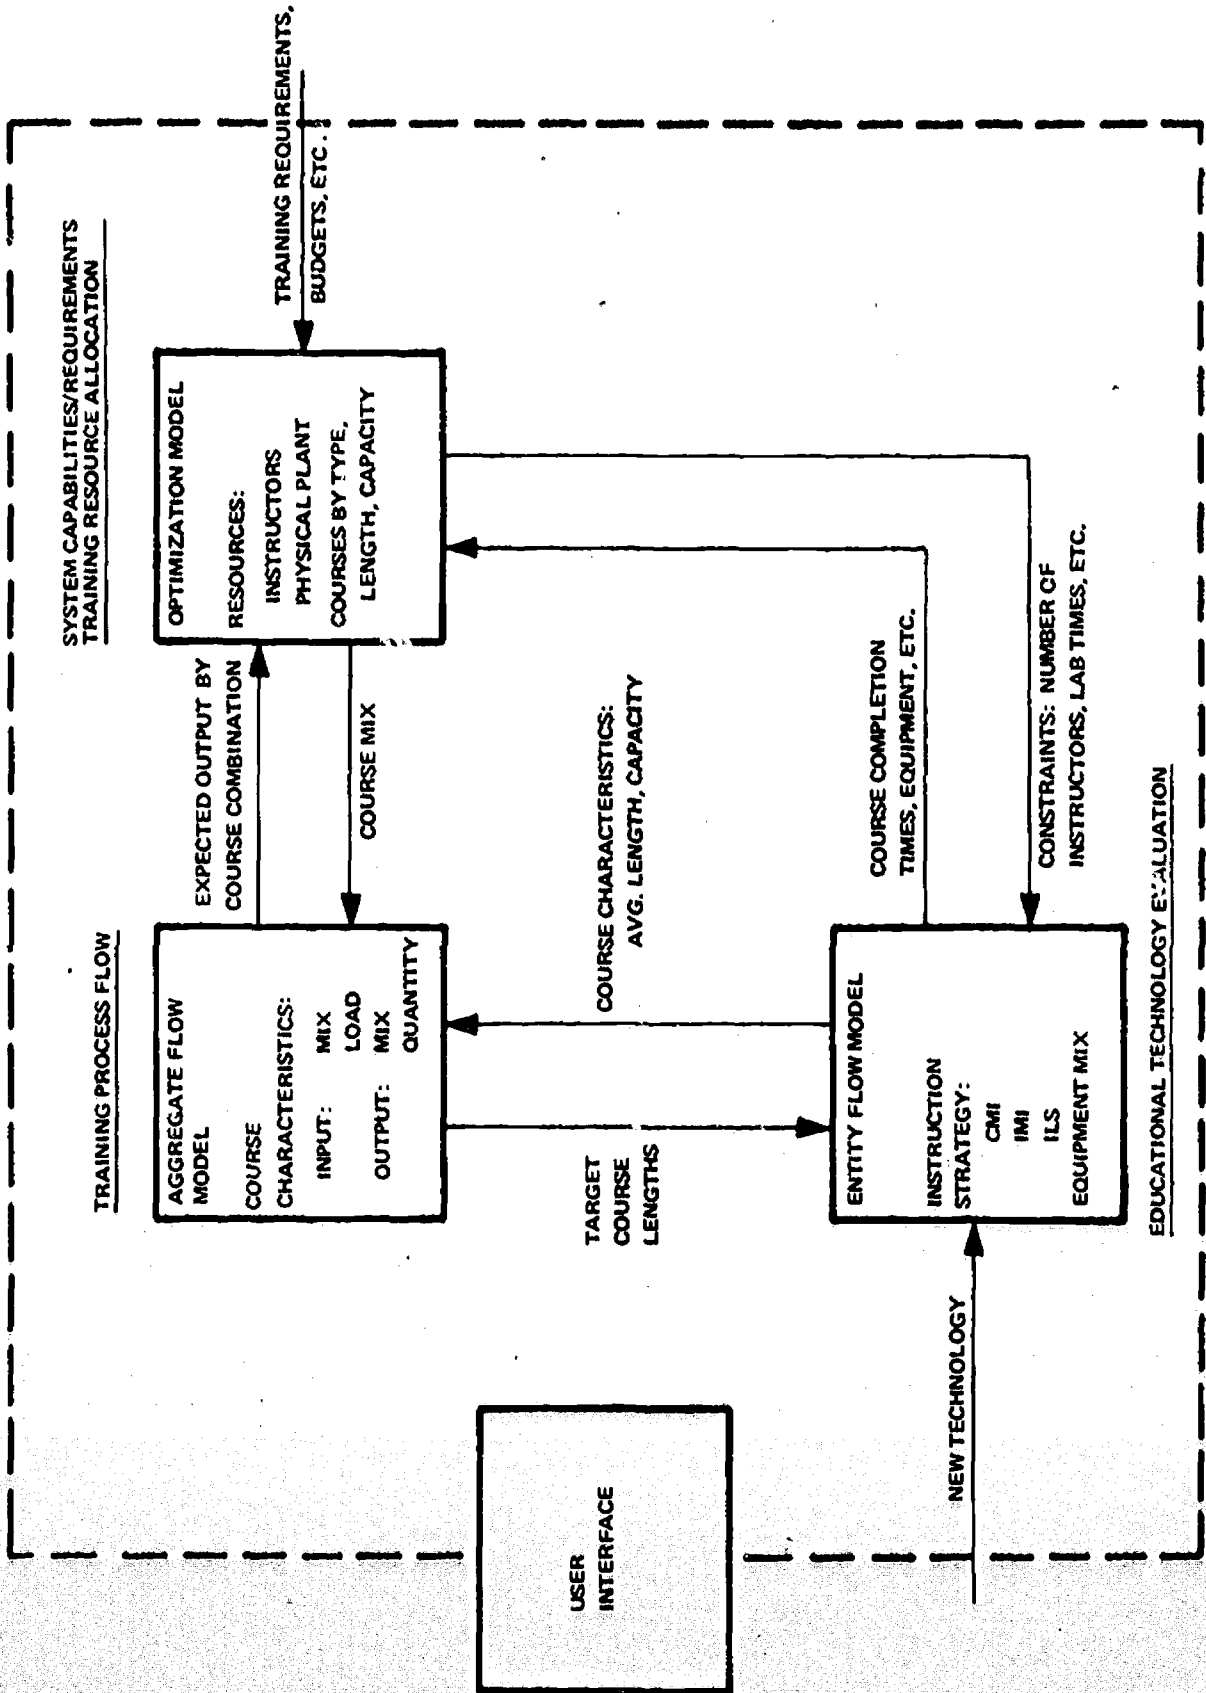 TRAINING PROCESS FLOW
AGGREGATE FLOW
MODEL
COURSE
CHARACTERISTICS:
INPUT: MIX
LOAD
OUTPUT: MIX
QUANTITY
EXPECTED OUTPUT BY
COURSE COMBINATION
COURSE MIX
SYSTEM CAPABILITIES/REQUIREMENTS
TRAINING RESOURCE ALLOCATION
OPTIMIZATION MODEL
RESOURCES:
INSTRUCTORS
PHYSICAL PLANT
COURSES BY TYPE,
LENGTH, CAPACITY
TRAINING REQUIREMENTS,
BUDGETS, ETC.
USER
INTERFACE
TARGET
COURSE
LENGTHS
COURSE CHARACTERISTICS:
AVG. LENGTH, CAPACITY
NEW TECHNOLOGY
ENTITY FLOW MODEL
INSTRUCTION
STRATEGY:
CMI
IMI
ILS
EQUIPMENT MIX
COURSE COMPLETION
TIMES, EQUIPMENT, ETC.
CONSTRAINTS: NUMBER OF
INSTRUCTORS, LAB TIMES, ETC.
EDUCATIONAL TECHNOLOGY EVALUATION